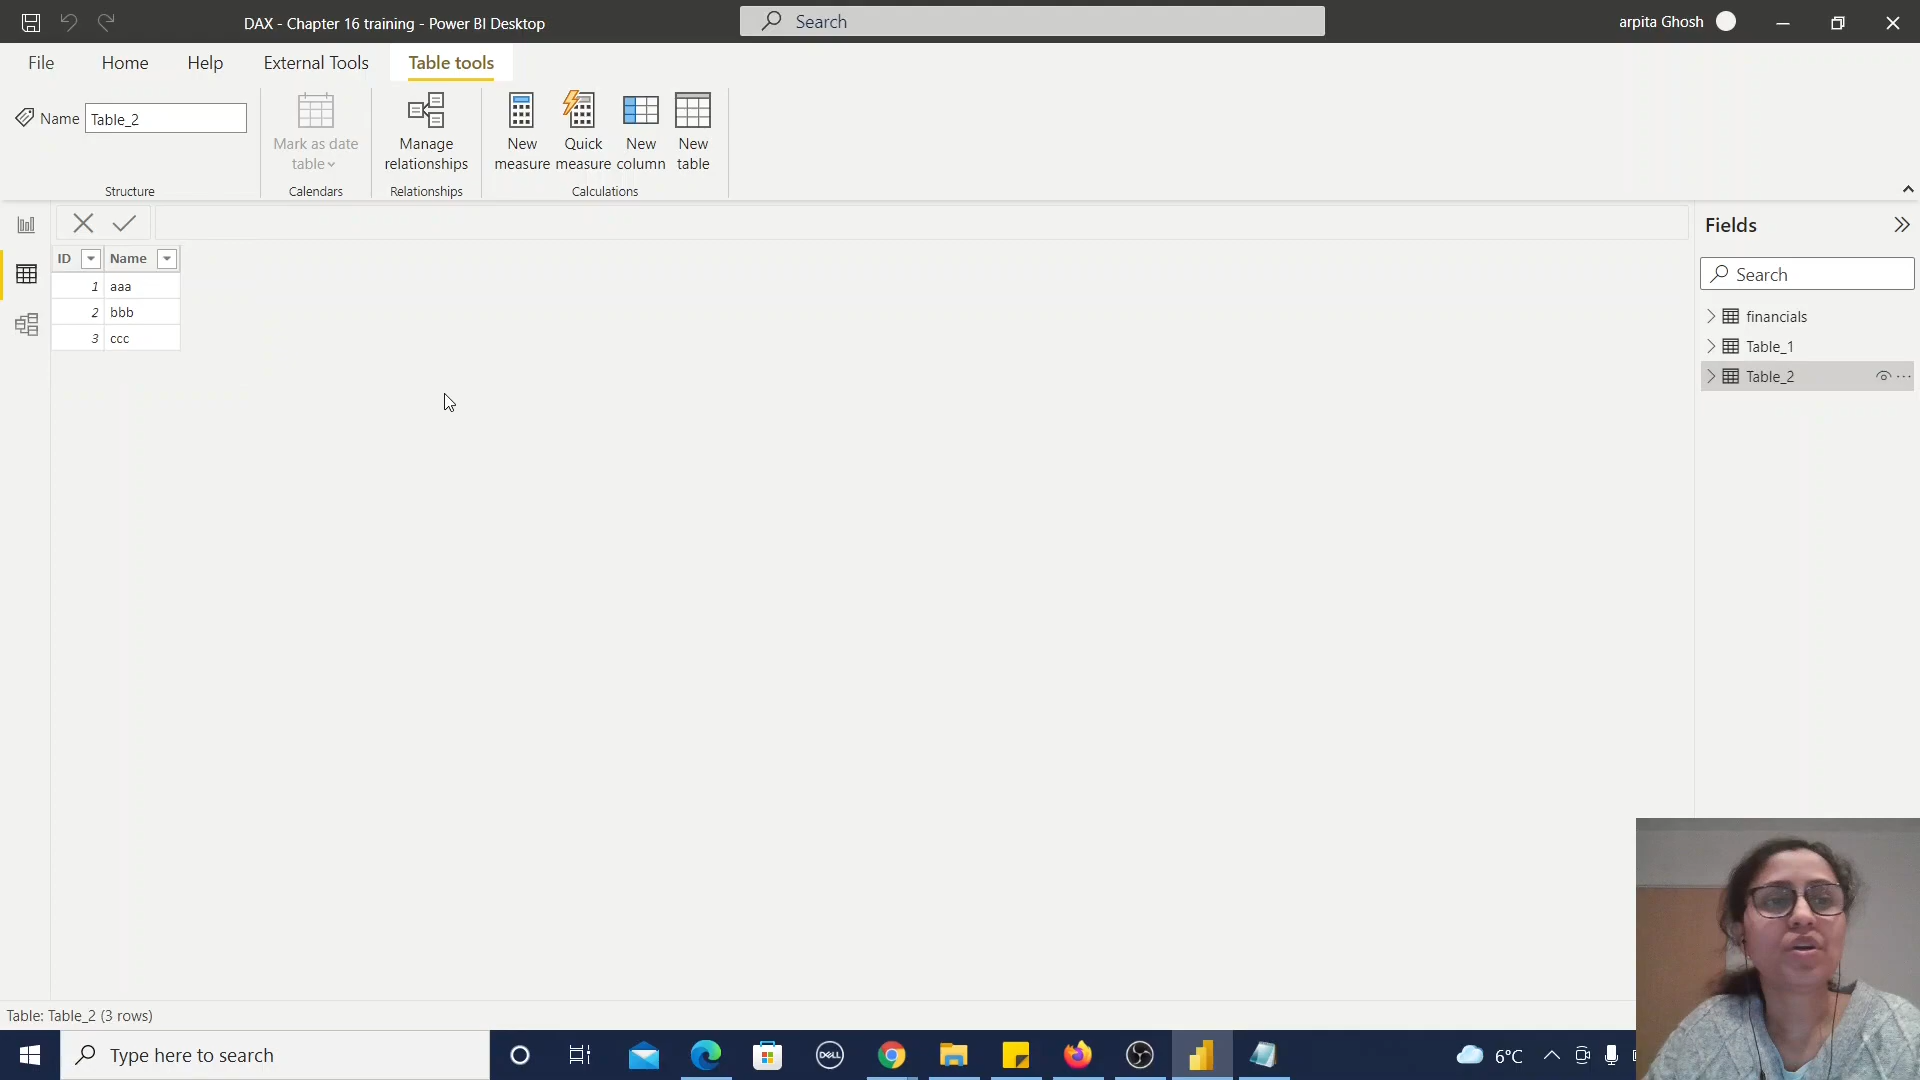 DAX - Chapter 16 training - Power BI Desktop
Search
arpita Ghosh
File
Home
Help
External Tools
Table tools
Name
Table_2
Mark as date
table
Manage
relationships
New
measure
Quick
measure
New
column
New
table
Structure
Calendars
Relationships
Calculations
Fields
Search
ID
Name
1 aaa
2 bbb
3 ccc
financials
Table_1
Table_2
Table: Table_2 (3 rows)
Type here to search
DELL
6°C